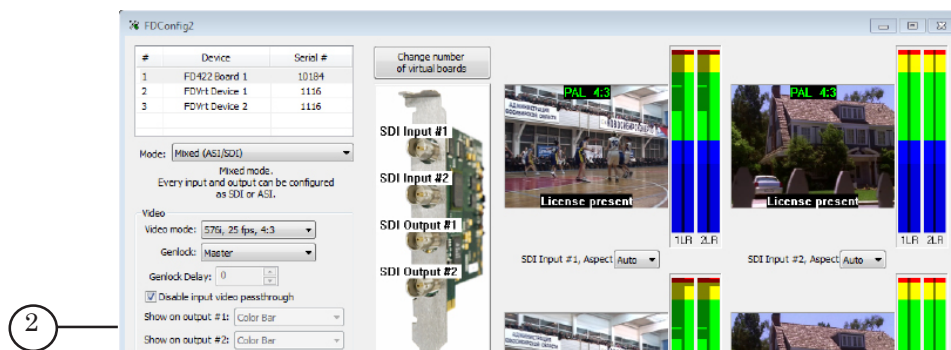 FDConfig2
# Device Serial #
1 FD422 Board 1 10184
2 FDVrt Device 1 1116
3 FDVrt Device 2 1116
Mode: Mixed (ASI/SDI)
Mixed mode.
Every input and output can be configured
as SDI or ASI.
Video
Video mode: 576i, 25 fps, 4:3
Genlock: Master
Genlock Delay: 0
Disable input video passthrough
Show on output #1: Color Bar
Show on output #2: Color Bar
2
Change number
of virtual boards
SDI Input #1
SDI Input #2
SDI Output #1
SDI Output #2
PAL 4:3
АДМИНИСТРАЦИЯ
НОВОСИБИРСКОЙ ОБЛАСТИ
License present
1LR 2LR
SDI Input #1, Aspect Auto
PAL 4:3
License present
1LR 2LR
SDI Input #2, Aspect Auto